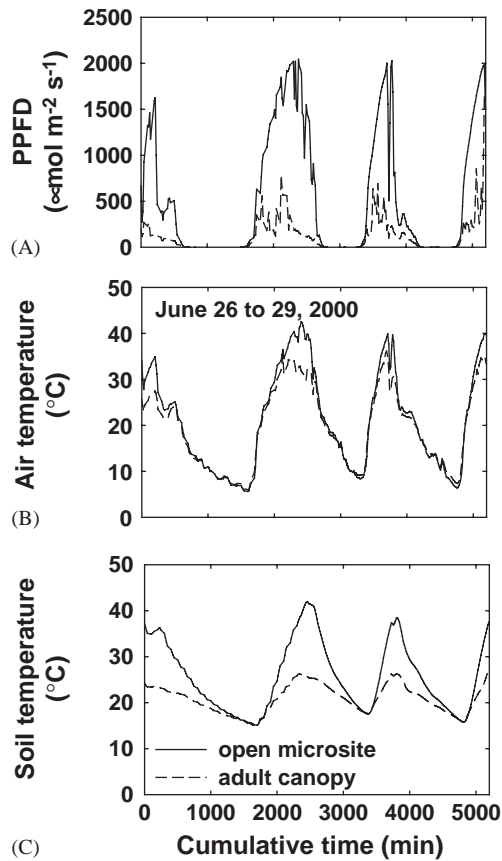 2500
2000
1500
1000
500
0
PPFD
(∝mol m-2 s-1)
(A)
50
40
30
20
10
0
June 26 to 29, 2000
Air temperature
(°C)
(B)
50
40
30
20
10
0
Soil temperature
(°C)
open microsite
adult canopy
0 1000 2000 3000 4000 5000
Cumulative time (min)
(C)